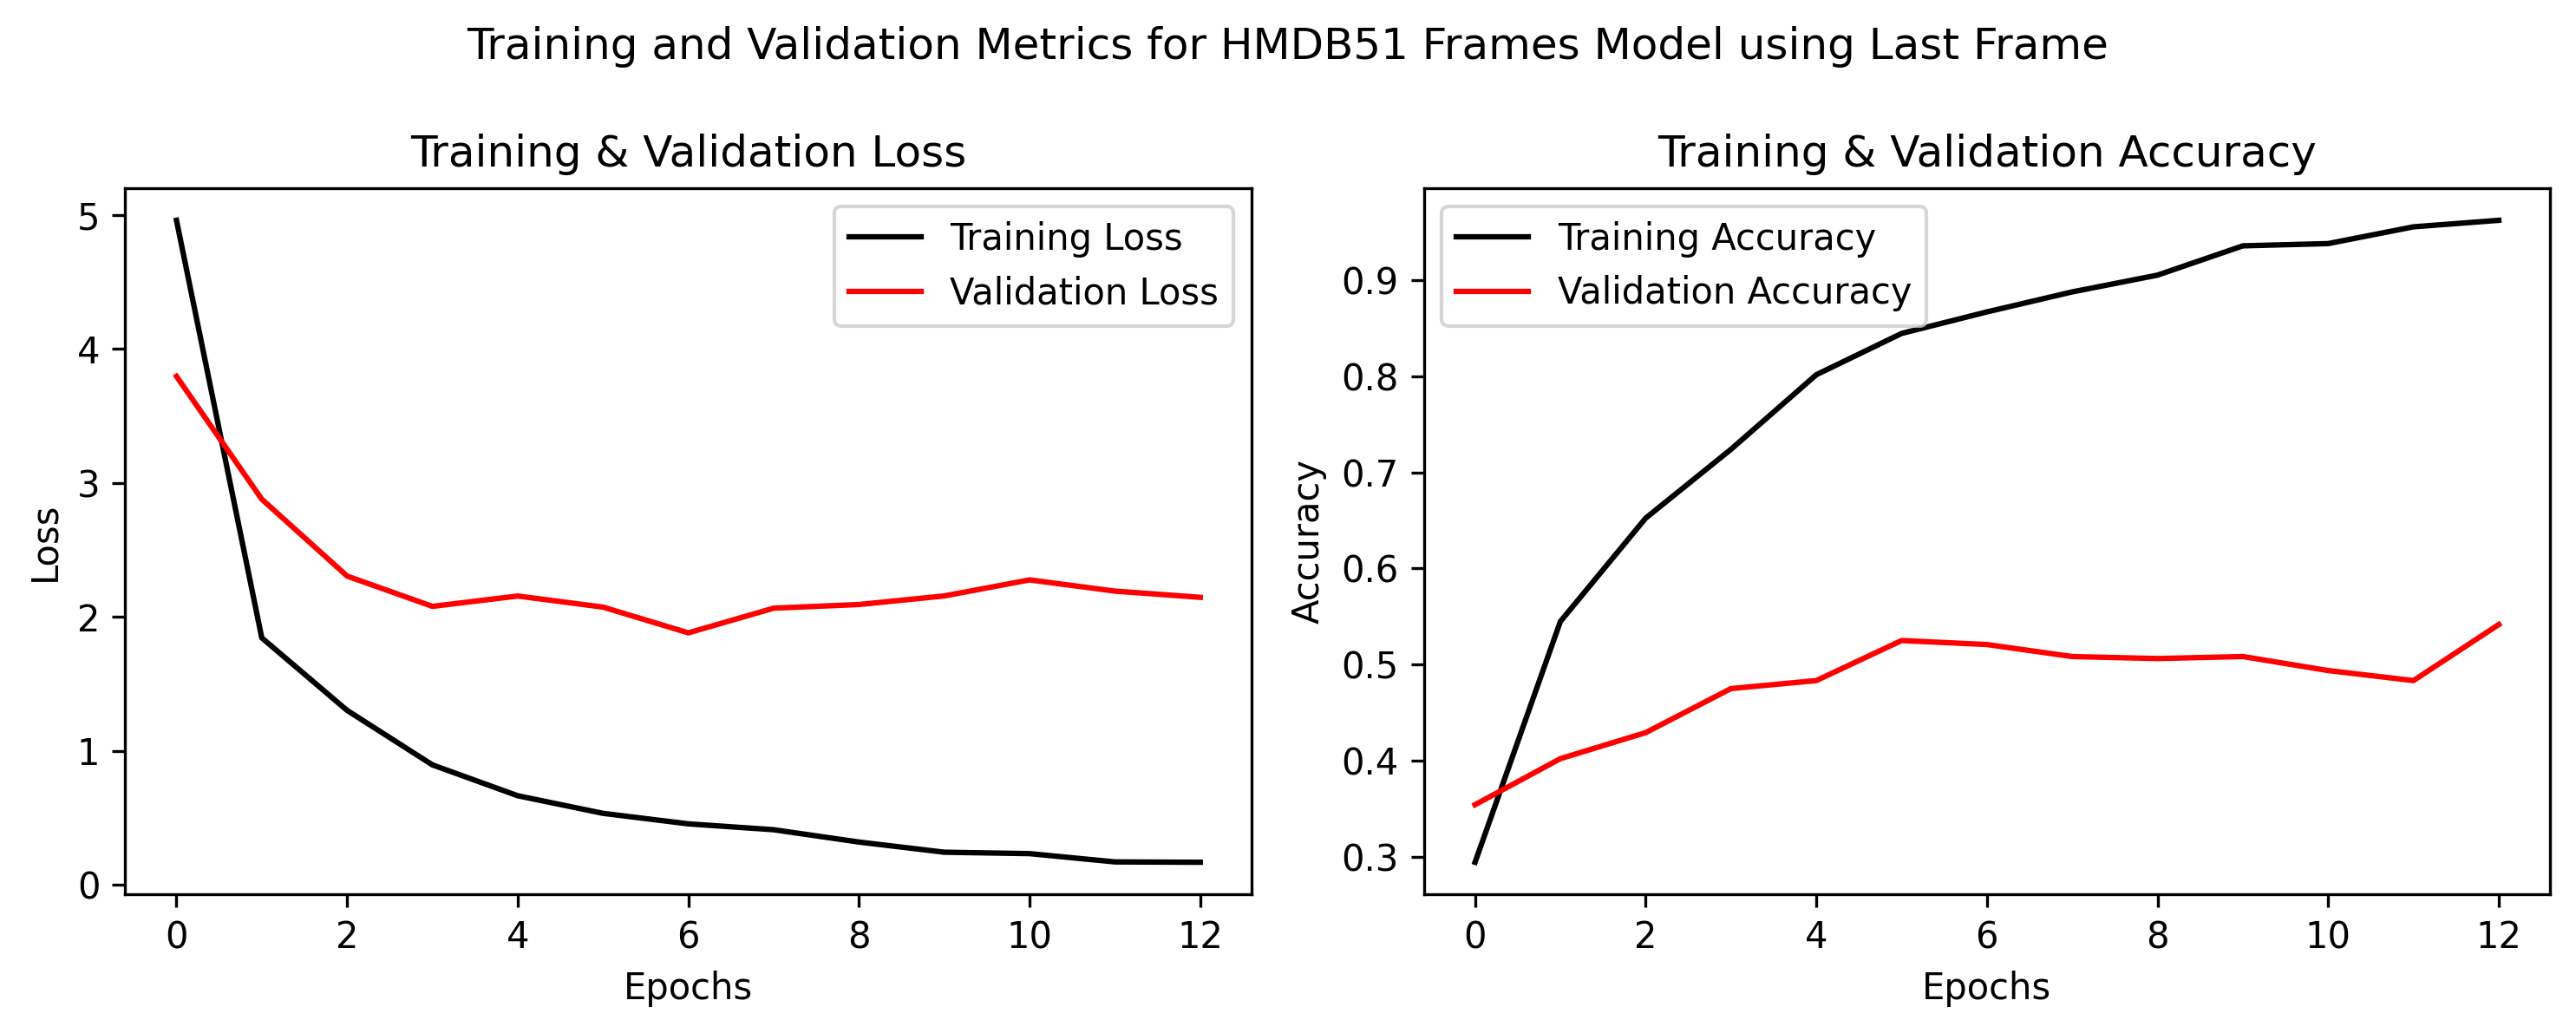 Training and Validation Metrics for HMDB51 Frames Model using Last Frame
Training & Validation Loss
5
4
3
2
1
0
Loss
Training Loss
Validation Loss
0 2 4 6 8 10 12
Epochs
Training & Validation Accuracy
0.9
0.8
0.7
0.6
0.5
0.4
0.3
Accuracy
Training Accuracy
Validation Accuracy
0 2 4 6 8 10 12
Epochs